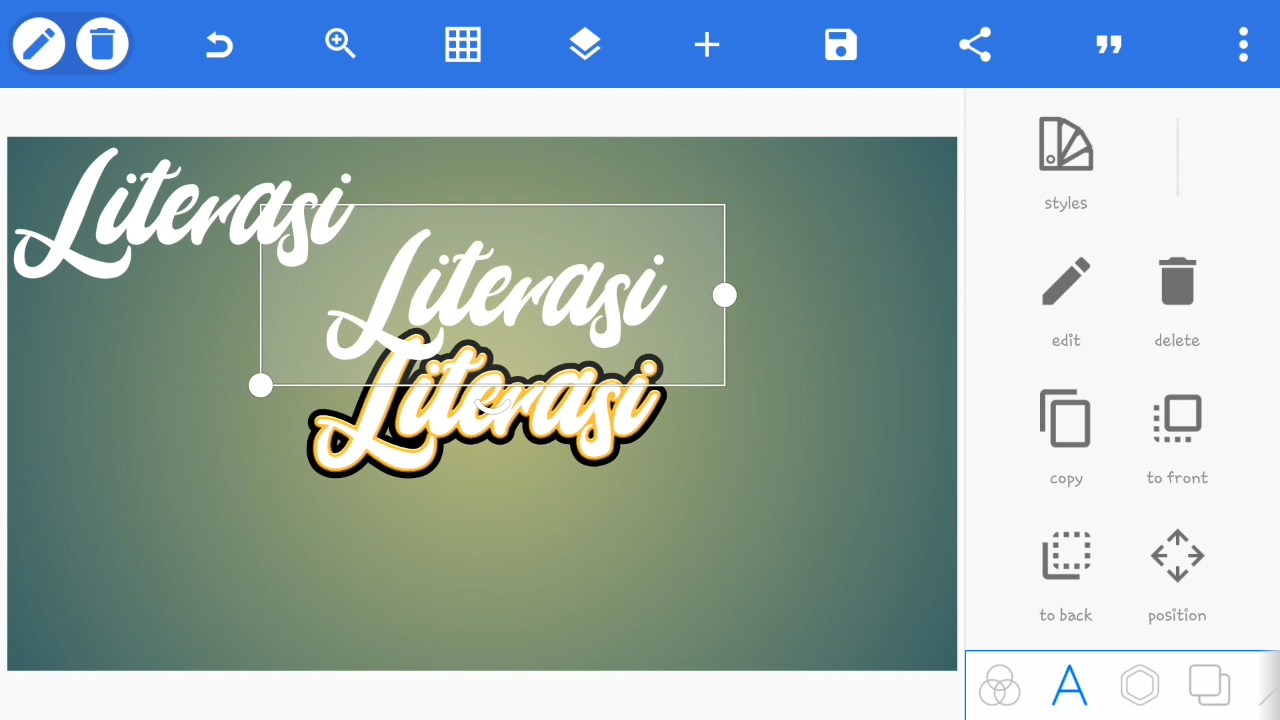 Literasi
Literasi
Literasi
styles
edit
delete
copy
to front
to back
position